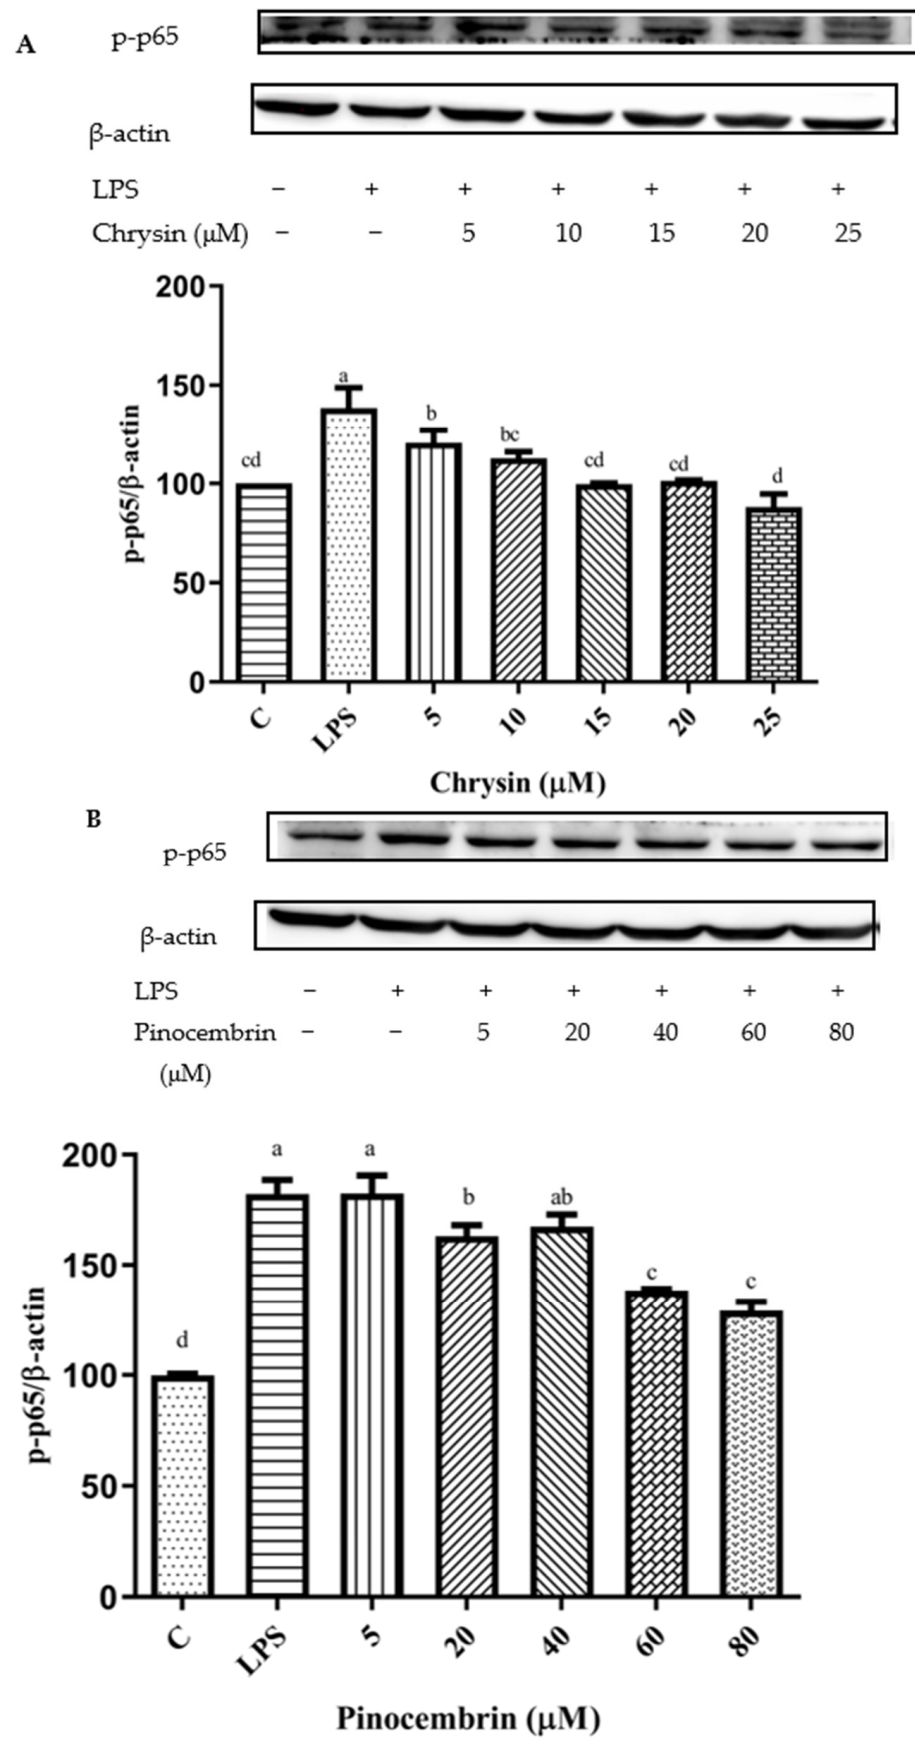 A
p-p65
β-actin
LPS − + + + + + +
Chrysin (μM) − − 5 10 15 20 25
200
150
100
50
0
p-p65/β-actin
cd a b bc cd cd d
C LPS 5 10 15 20 25
Chrysin (μM)
B
p-p65
β-actin
LPS − + + + + + +
Pinocembrin − − 5 20 40 60 80
(μM)
200
150
100
50
0
p-p65/β-actin
d a a b ab c c
C LPS 5 20 40 60 80
Pinocembrin (μM)